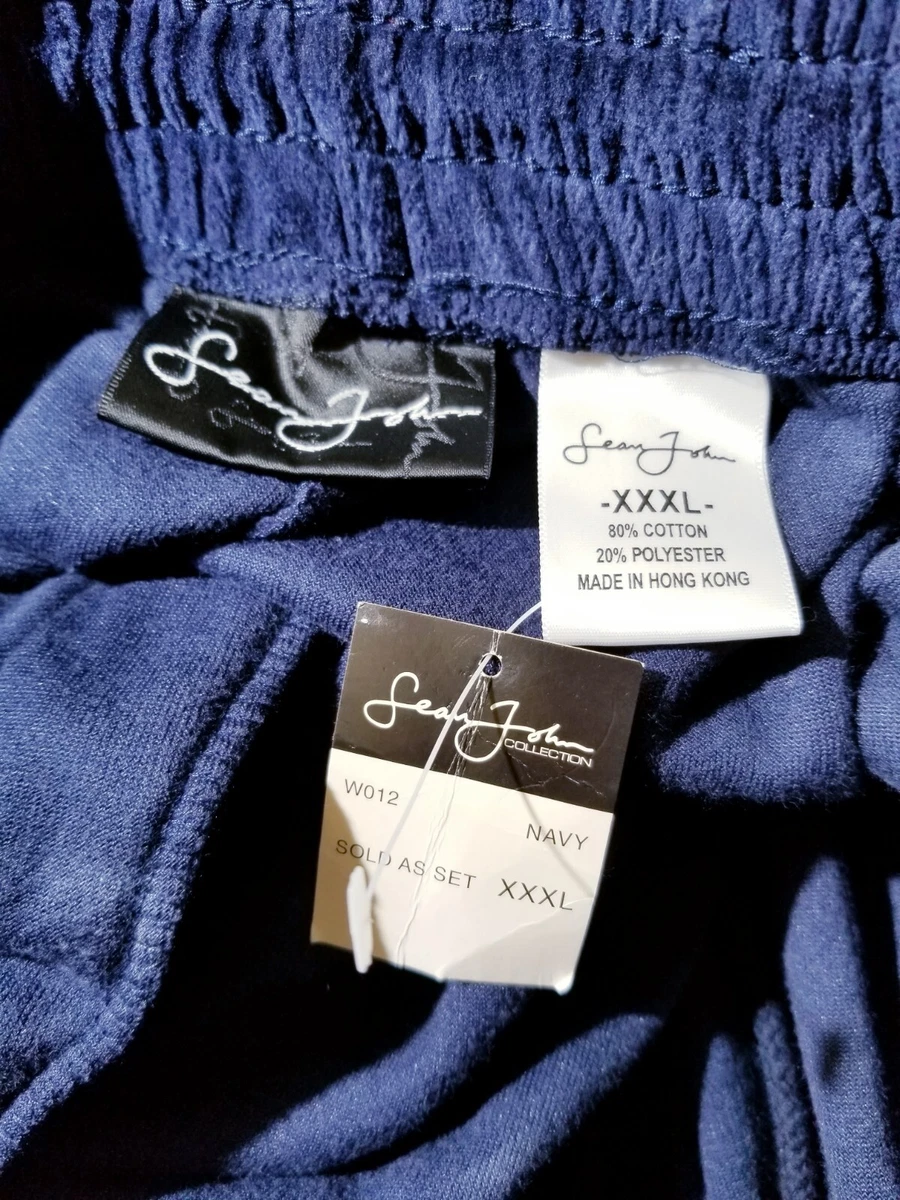 Sean John
Sean John
-XXXL-
80% COTTON
20% POLYESTER
MADE IN HONG KONG
Sean John
COLLECTION
W012
NAVY
SOLD AS SET
XXXL